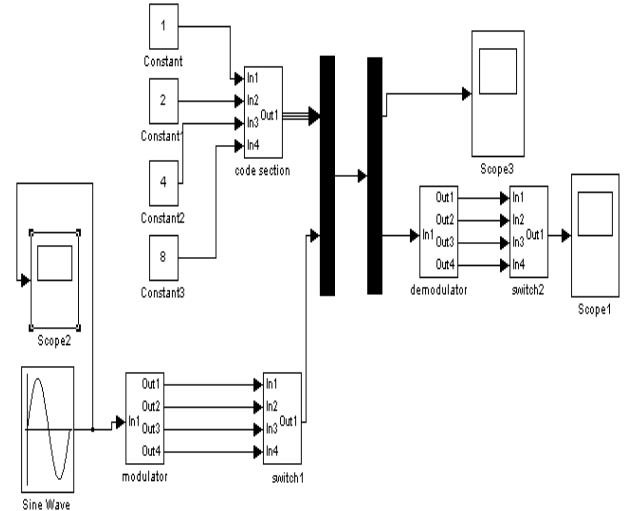 1
Constant
2
Constant1
4
Constant2
8
Constant3
In1
In2
In3
In4
Out1
code section
Scope3
Out1
Out2
Out3
Out4
In1
demodulator
In1
In2
In3
In4
Out1
switch2
Scope1
Scope2
Sine Wave
Out1
Out2
Out3
Out4
In1
modulator
In1
In2
In3
In4
Out1
switch1